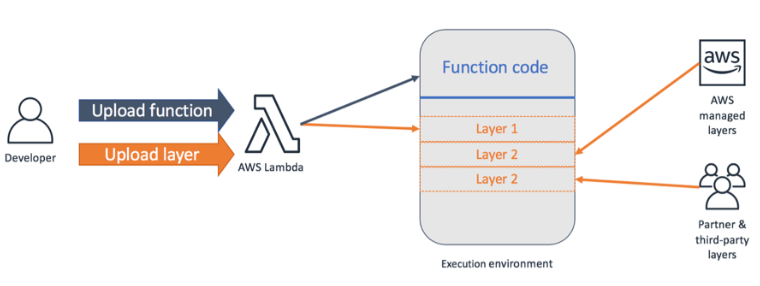 Upload function
Upload layer
Developer
AWS Lambda
Function code
Layer 1
Layer 2
Layer 2
Execution environment
aws
AWS
managed
layers
Partner &
third-party
layers